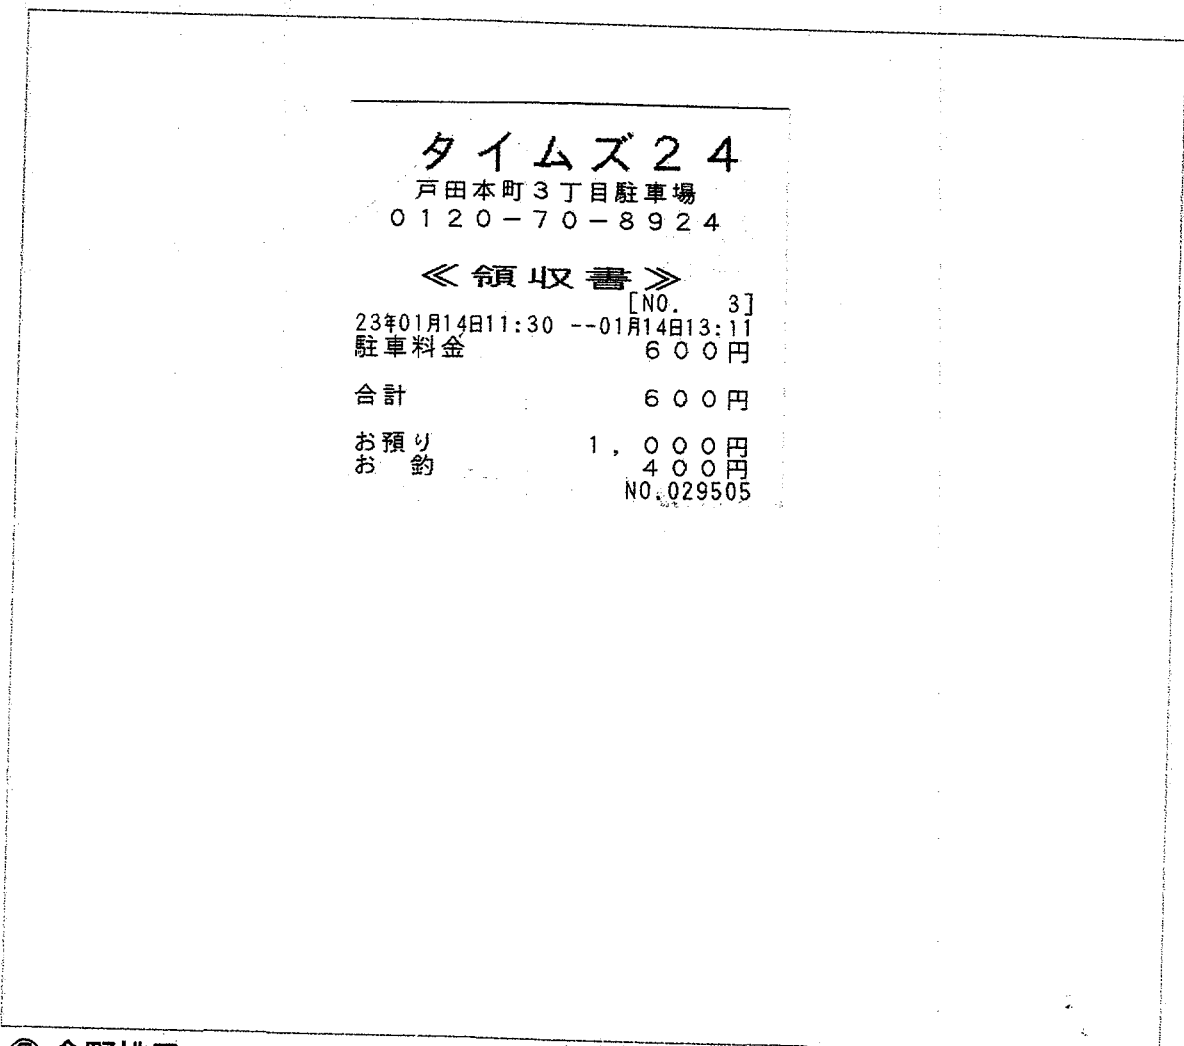 タイムズ24
戸田本町3丁目駐車場
0120-70-8924
≪領収書≫
[NO. 3]
23年01月14日11:30 --01月14日13:11
駐車料金 600円
合計 600円
お預り 1,000円
お 釣 400円
NO.029505